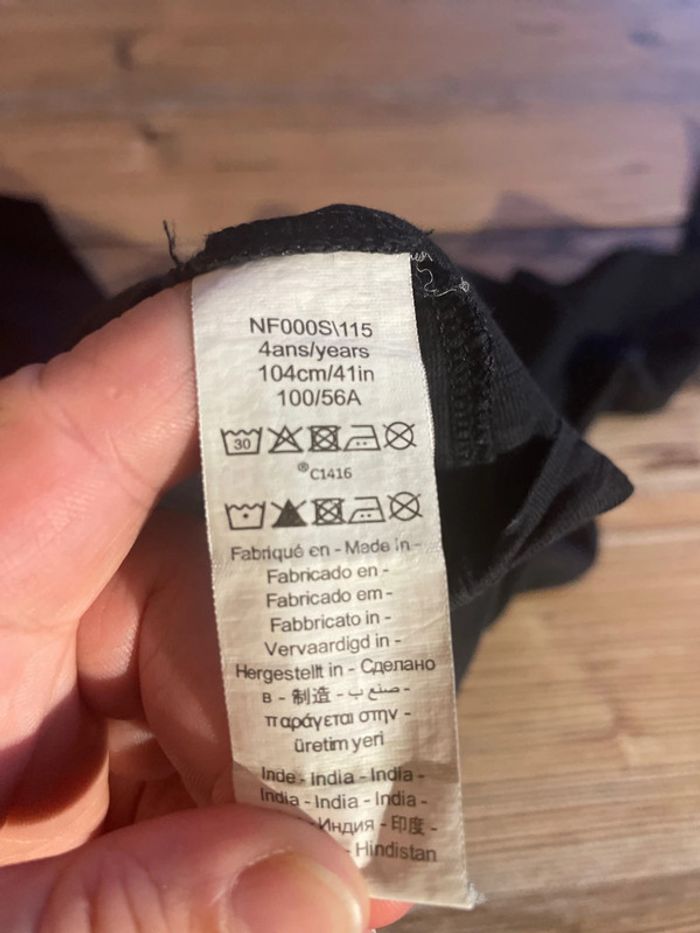 NF000S\115
4ans/years
104cm/41in
100/56A
30
®C1416
Fabriqué en - Made in -
Fabricado en -
Fabricado em -
Fabbricato in -
Vervaardigd in -
Hergestellt in - Сделано
в - 制造 - صنع ب -
παράγεται στην -
üretim yeri
Inde - India - India -
India - India - India -
- Индия - 印度 -
- Hindistan